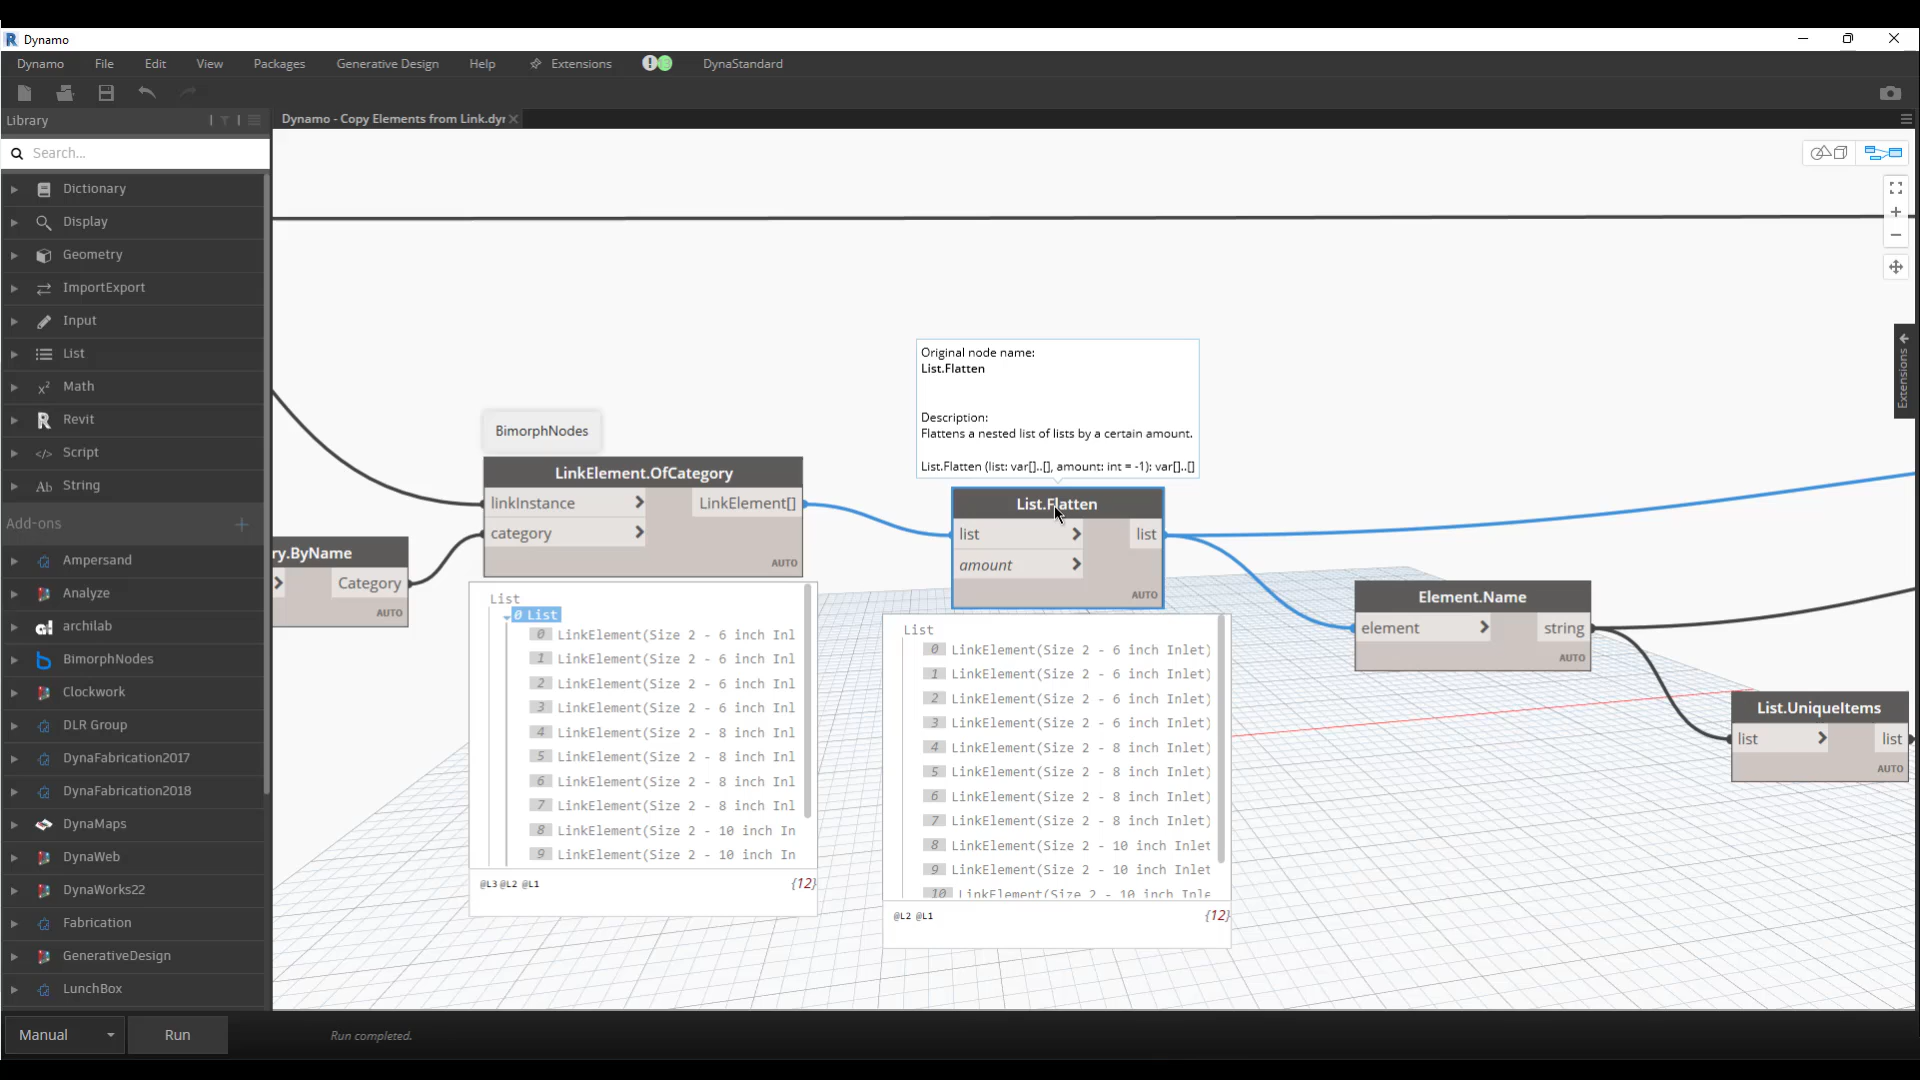 Dynamo
Dynamo File Edit View Packages Generative Design Help Extensions DynaStandard
Library
Dynamo - Copy Elements from Link.dyn
Search...
Dictionary
Display
Geometry
ImportExport
Input
List
Math
Revit
Script
String
Add-ons
Ampersand
Analyze
archilab
BimorphNodes
Clockwork
DLR Group
DynaFabrication2017
DynaFabrication2018
DynaMaps
DynaWeb
DynaWorks22
Fabrication
GenerativeDesign
LunchBox
Manual
Run
Run completed.
ry.ByName
Category
AUTO
BimorphNodes
LinkElement.OfCategory
linkInstance > LinkElement[]
category >
AUTO
List
0 List
0 LinkElement(Size 2 - 6 inch Inl
1 LinkElement(Size 2 - 6 inch Inl
2 LinkElement(Size 2 - 6 inch Inl
3 LinkElement(Size 2 - 6 inch Inl
4 LinkElement(Size 2 - 8 inch Inl
5 LinkElement(Size 2 - 8 inch Inl
6 LinkElement(Size 2 - 8 inch Inl
7 LinkElement(Size 2 - 8 inch Inl
8 LinkElement(Size 2 - 10 inch In
9 LinkElement(Size 2 - 10 inch In
@L3 @L2 @L1 {12}
Original node name:
List.Flatten
Description:
Flattens a nested list of lists by a certain amount.
List.Flatten (list: var[]..[], amount: int = -1): var[]..[]
List.Flatten
list > list
amount >
AUTO
List
0 LinkElement(Size 2 - 6 inch Inlet)
1 LinkElement(Size 2 - 6 inch Inlet)
2 LinkElement(Size 2 - 6 inch Inlet)
3 LinkElement(Size 2 - 6 inch Inlet)
4 LinkElement(Size 2 - 8 inch Inlet)
5 LinkElement(Size 2 - 8 inch Inlet)
6 LinkElement(Size 2 - 8 inch Inlet)
7 LinkElement(Size 2 - 8 inch Inlet)
8 LinkElement(Size 2 - 10 inch Inlet
9 LinkElement(Size 2 - 10 inch Inlet
10 LinkElement(Size 2 - 10 inch Inle
@L2 @L1 {12}
Element.Name
element > string
AUTO
List.UniqueItems
list > list
AUTO
Extensions